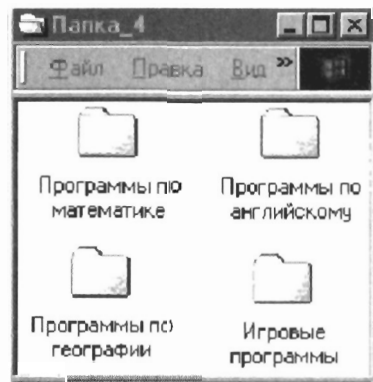 Папка_4
Файл Правка Вид »
Программы по
математике
Программы по
английскому
Программы по
географии
Игровые
программы